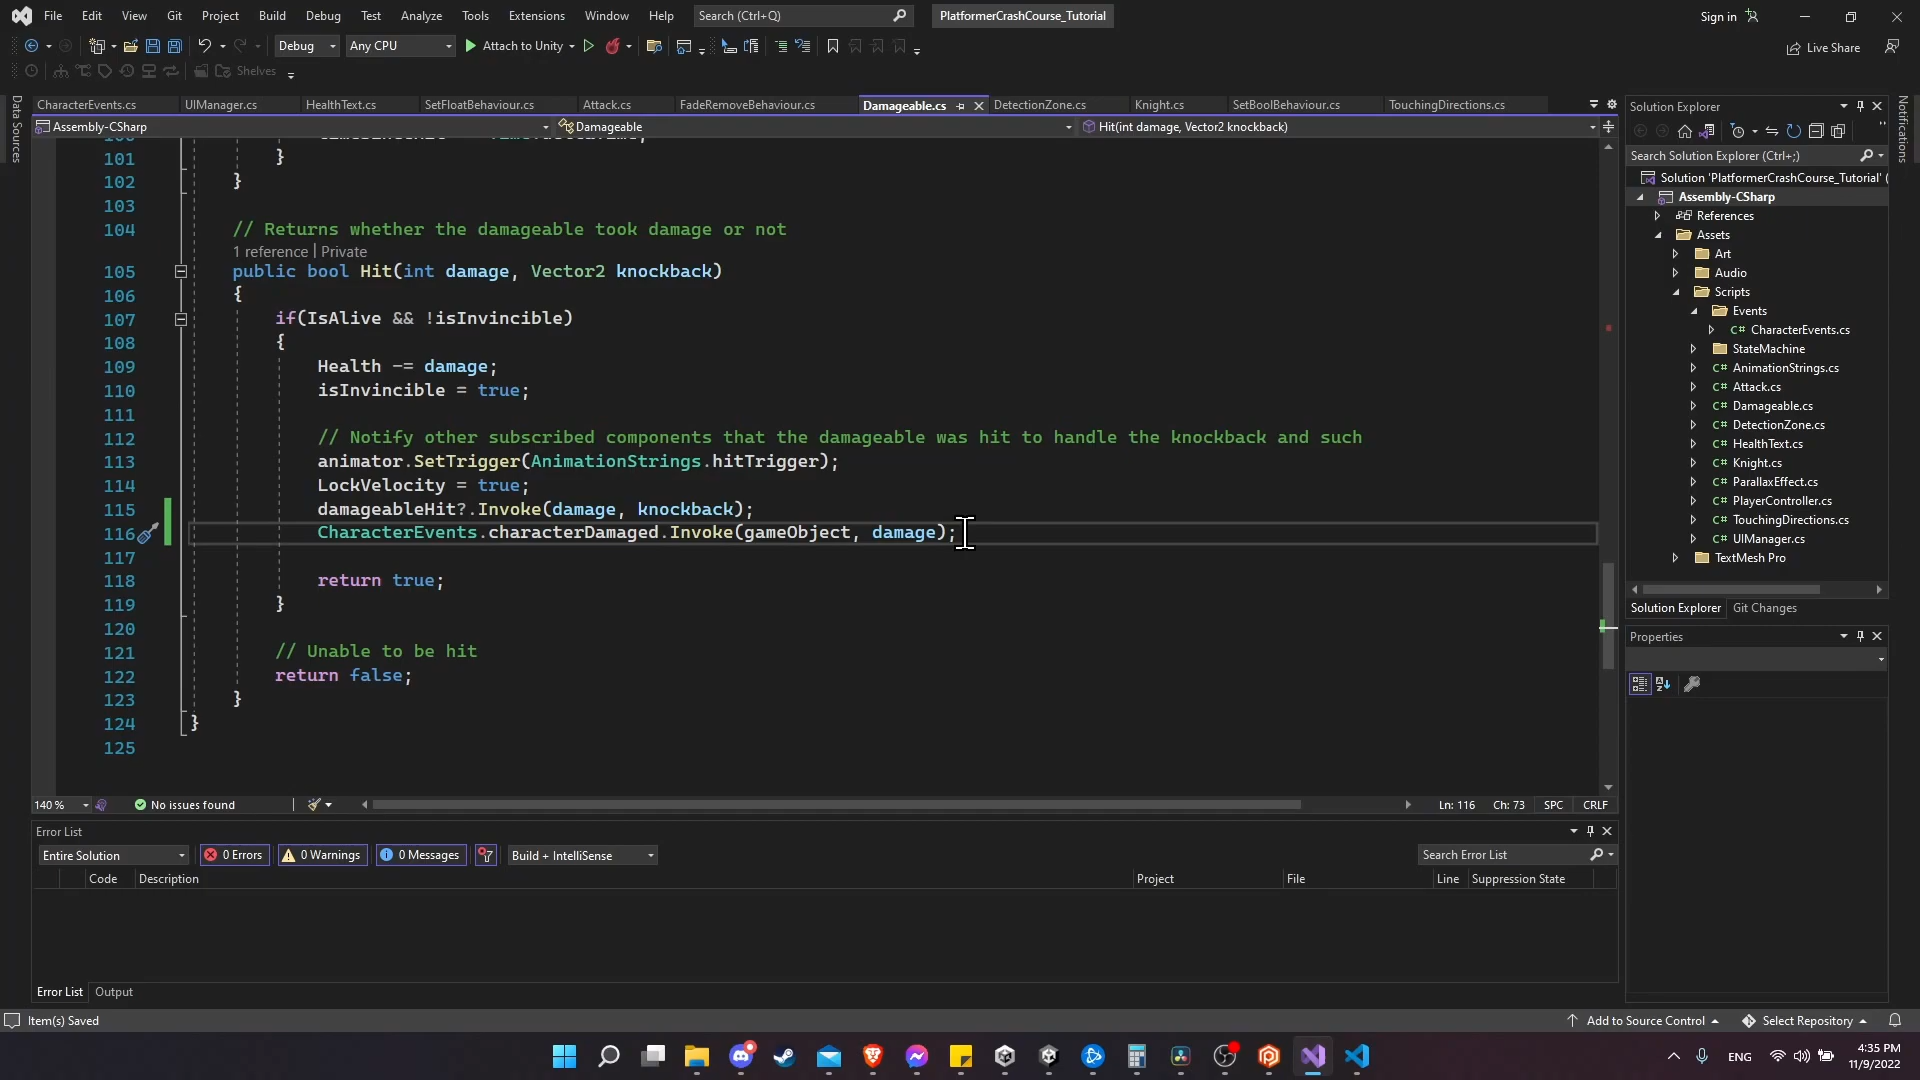 File Edit View Git Project Build Debug Test Analyze Tools Extensions Window Help Search (Ctrl+Q) PlatformerCrashCourse_Tutorial Sign in
Debug Any CPU Attach to Unity Live Share
Shelves
CharacterEvents.cs UIManager.cs HealthText.cs SetFloatBehaviour.cs Attack.cs FadeRemoveBehaviour.cs Damageable.cs DetectionZone.cs Knight.cs SetBoolBehaviour.cs TouchingDirections.cs
Assembly-CSharp Damageable Hit(int damage, Vector2 knockback)
Data Sources
101 }
102 }
103
104 // Returns whether the damageable took damage or not
1 reference | Private
105 public bool Hit(int damage, Vector2 knockback)
106 {
107 if(IsAlive && !isInvincible)
108 {
109 Health -= damage;
110 isInvincible = true;
111
112 // Notify other subscribed components that the damageable was hit to handle the knockback and such
113 animator.SetTrigger(AnimationStrings.hitTrigger);
114 LockVelocity = true;
115 damageableHit?.Invoke(damage, knockback);
116 CharacterEvents.characterDamaged.Invoke(gameObject, damage);
117
118 return true;
119 }
120
121 // Unable to be hit
122 return false;
123 }
124 }
125
140 % No issues found Ln: 116 Ch: 73 SPC CRLF
Error List
Entire Solution 0 Errors 0 Warnings 0 Messages Build + IntelliSense Search Error List
Code Description Project File Line Suppression State
Error List Output
Solution Explorer
Search Solution Explorer (Ctrl+;)
Solution 'PlatformerCrashCourse_Tutorial' (
Assembly-CSharp
References
Assets
Art
Audio
Scripts
Events
C# CharacterEvents.cs
StateMachine
C# AnimationStrings.cs
C# Attack.cs
C# Damageable.cs
C# DetectionZone.cs
C# HealthText.cs
C# Knight.cs
C# ParallaxEffect.cs
C# PlayerController.cs
C# TouchingDirections.cs
C# UIManager.cs
TextMesh Pro
Solution Explorer Git Changes
Properties
Notifications
Item(s) Saved Add to Source Control Select Repository
ENG 4:35 PM
11/9/2022